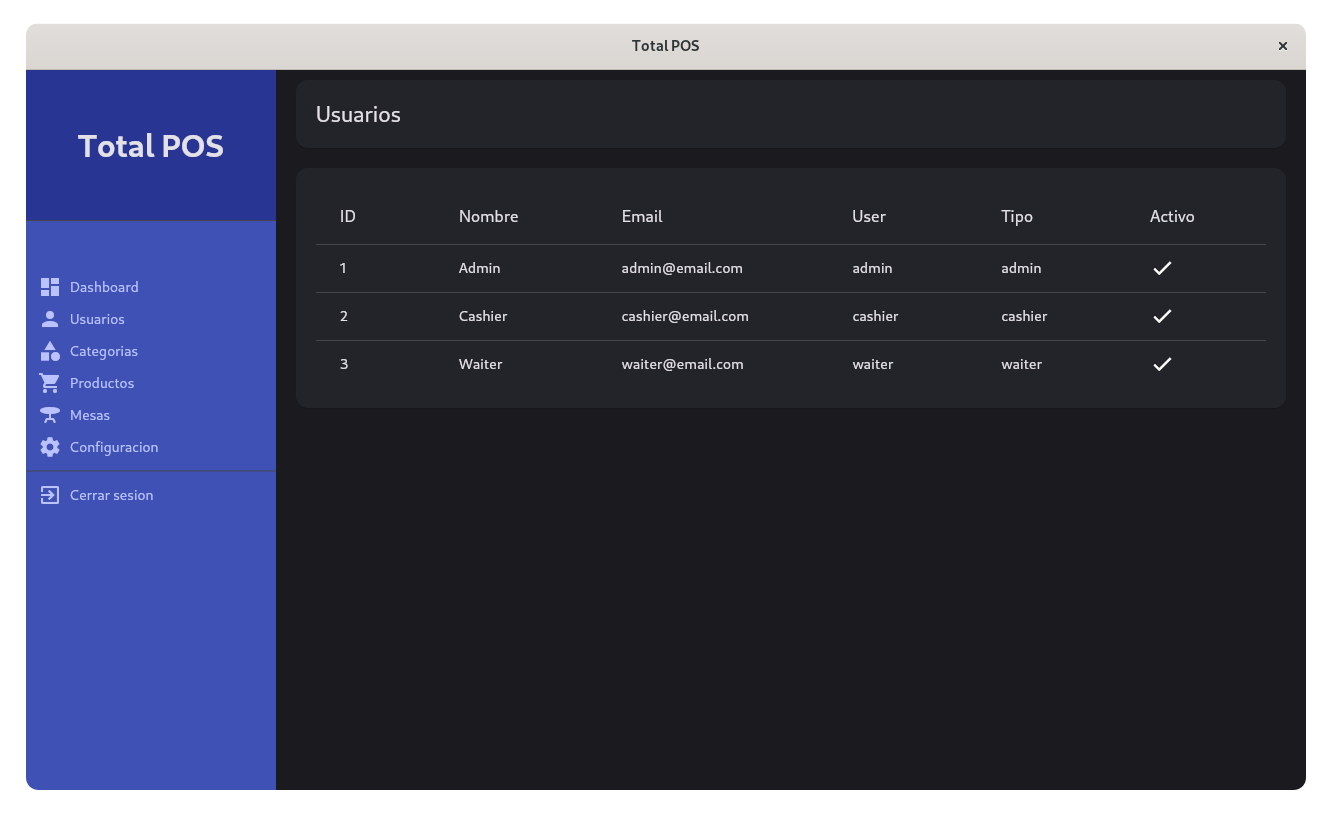 Total POS
Total POS
Dashboard
Usuarios
Categorias
Productos
Mesas
Configuracion
Cerrar sesion
Usuarios
ID Nombre Email User Tipo Activo
1 Admin admin@email.com admin admin
2 Cashier cashier@email.com cashier cashier
3 Waiter waiter@email.com waiter waiter